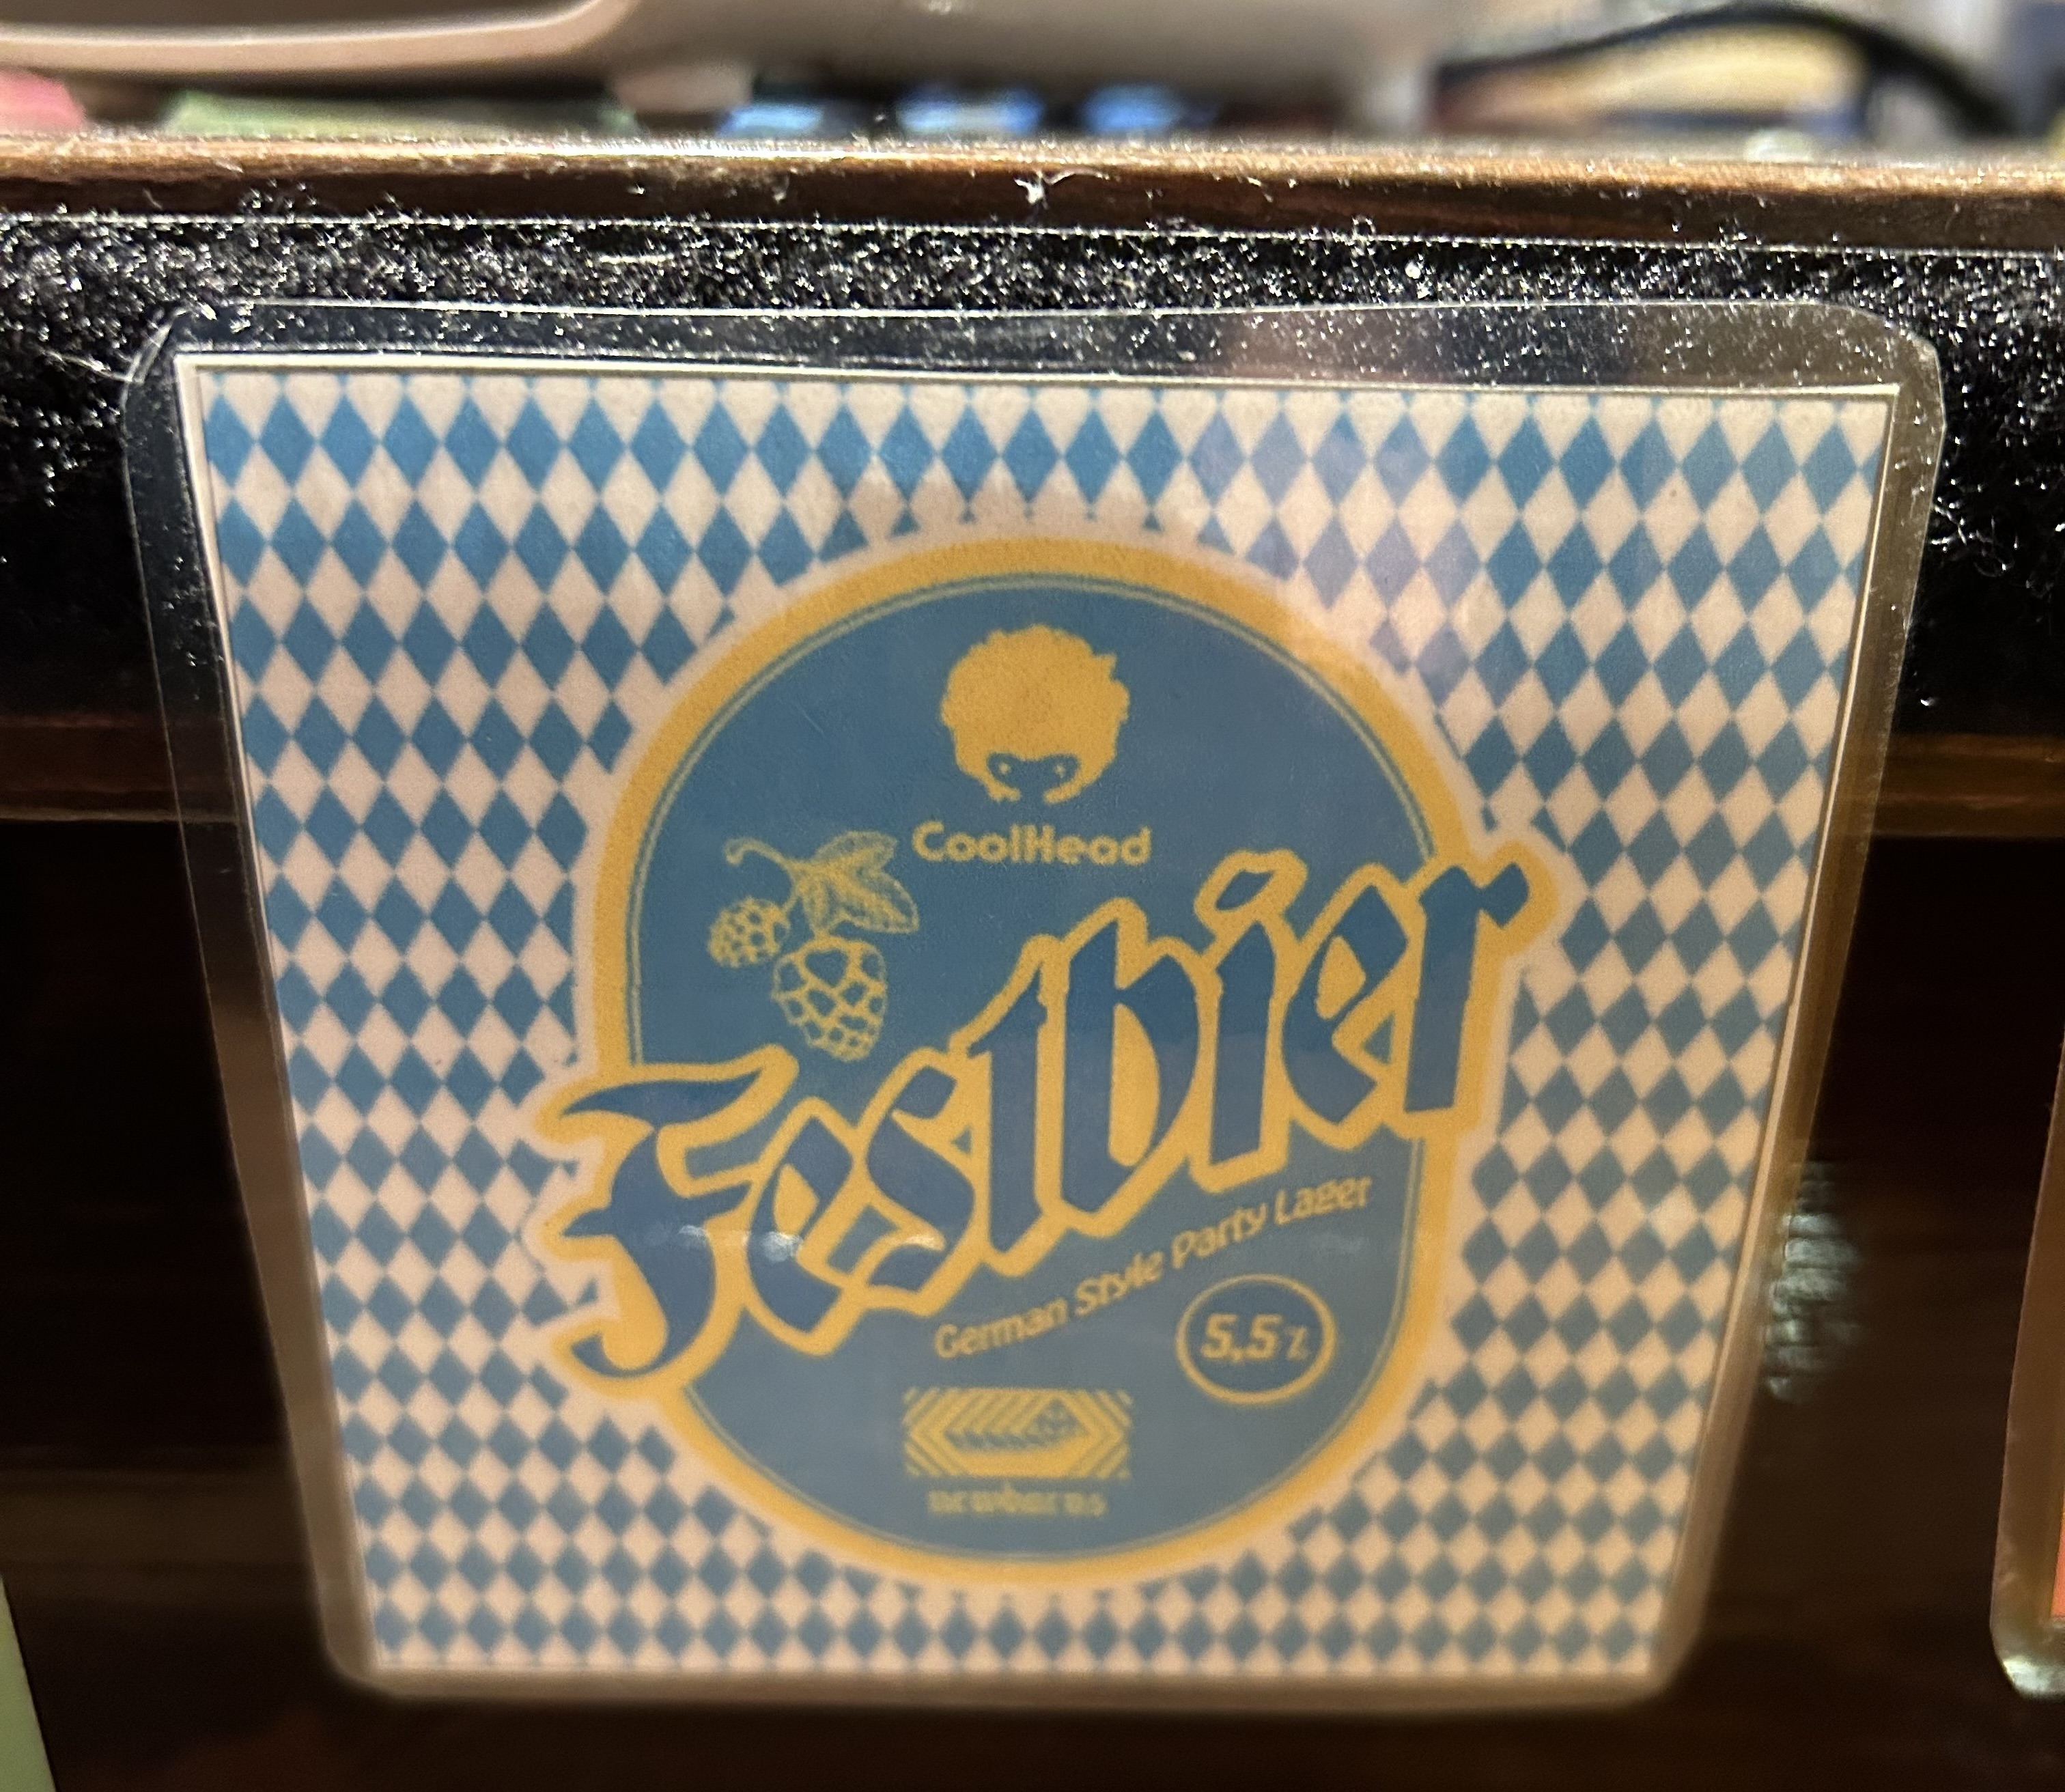 CoolHead
Festbier
German Style Party Lager
5,5%